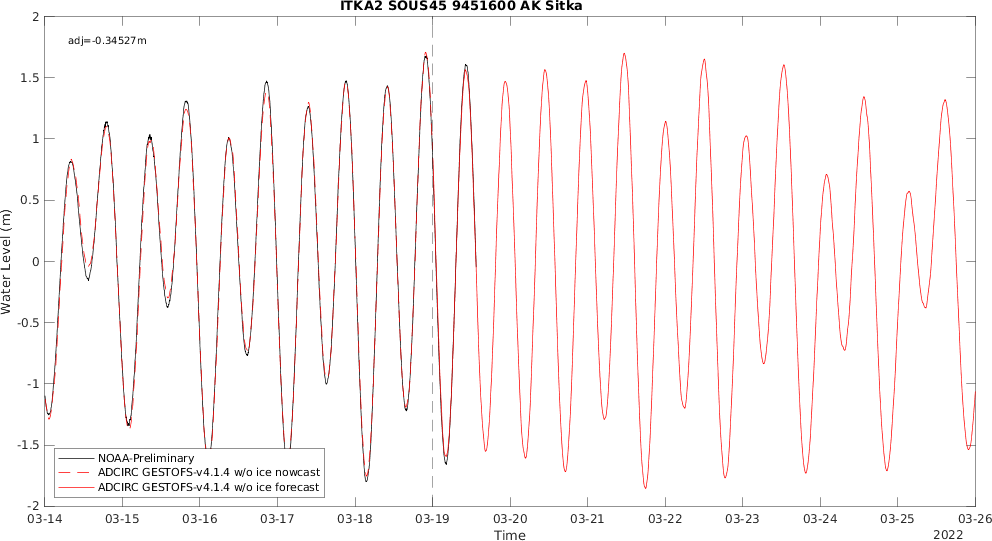 ITKA2 SOUS45 9451600 AK Sitka
adj=-0.34527m
2
1.5
1
0.5
0
-0.5
-1
-1.5
-2
Water Level (m)
NOAA-Preliminary
ADCIRC GESTOFS-v4.1.4 w/o ice nowcast
ADCIRC GESTOFS-v4.1.4 w/o ice forecast
03-14 03-15 03-16 03-17 03-18 03-19 03-20 03-21 03-22 03-23 03-24 03-25 03-26
Time
2022